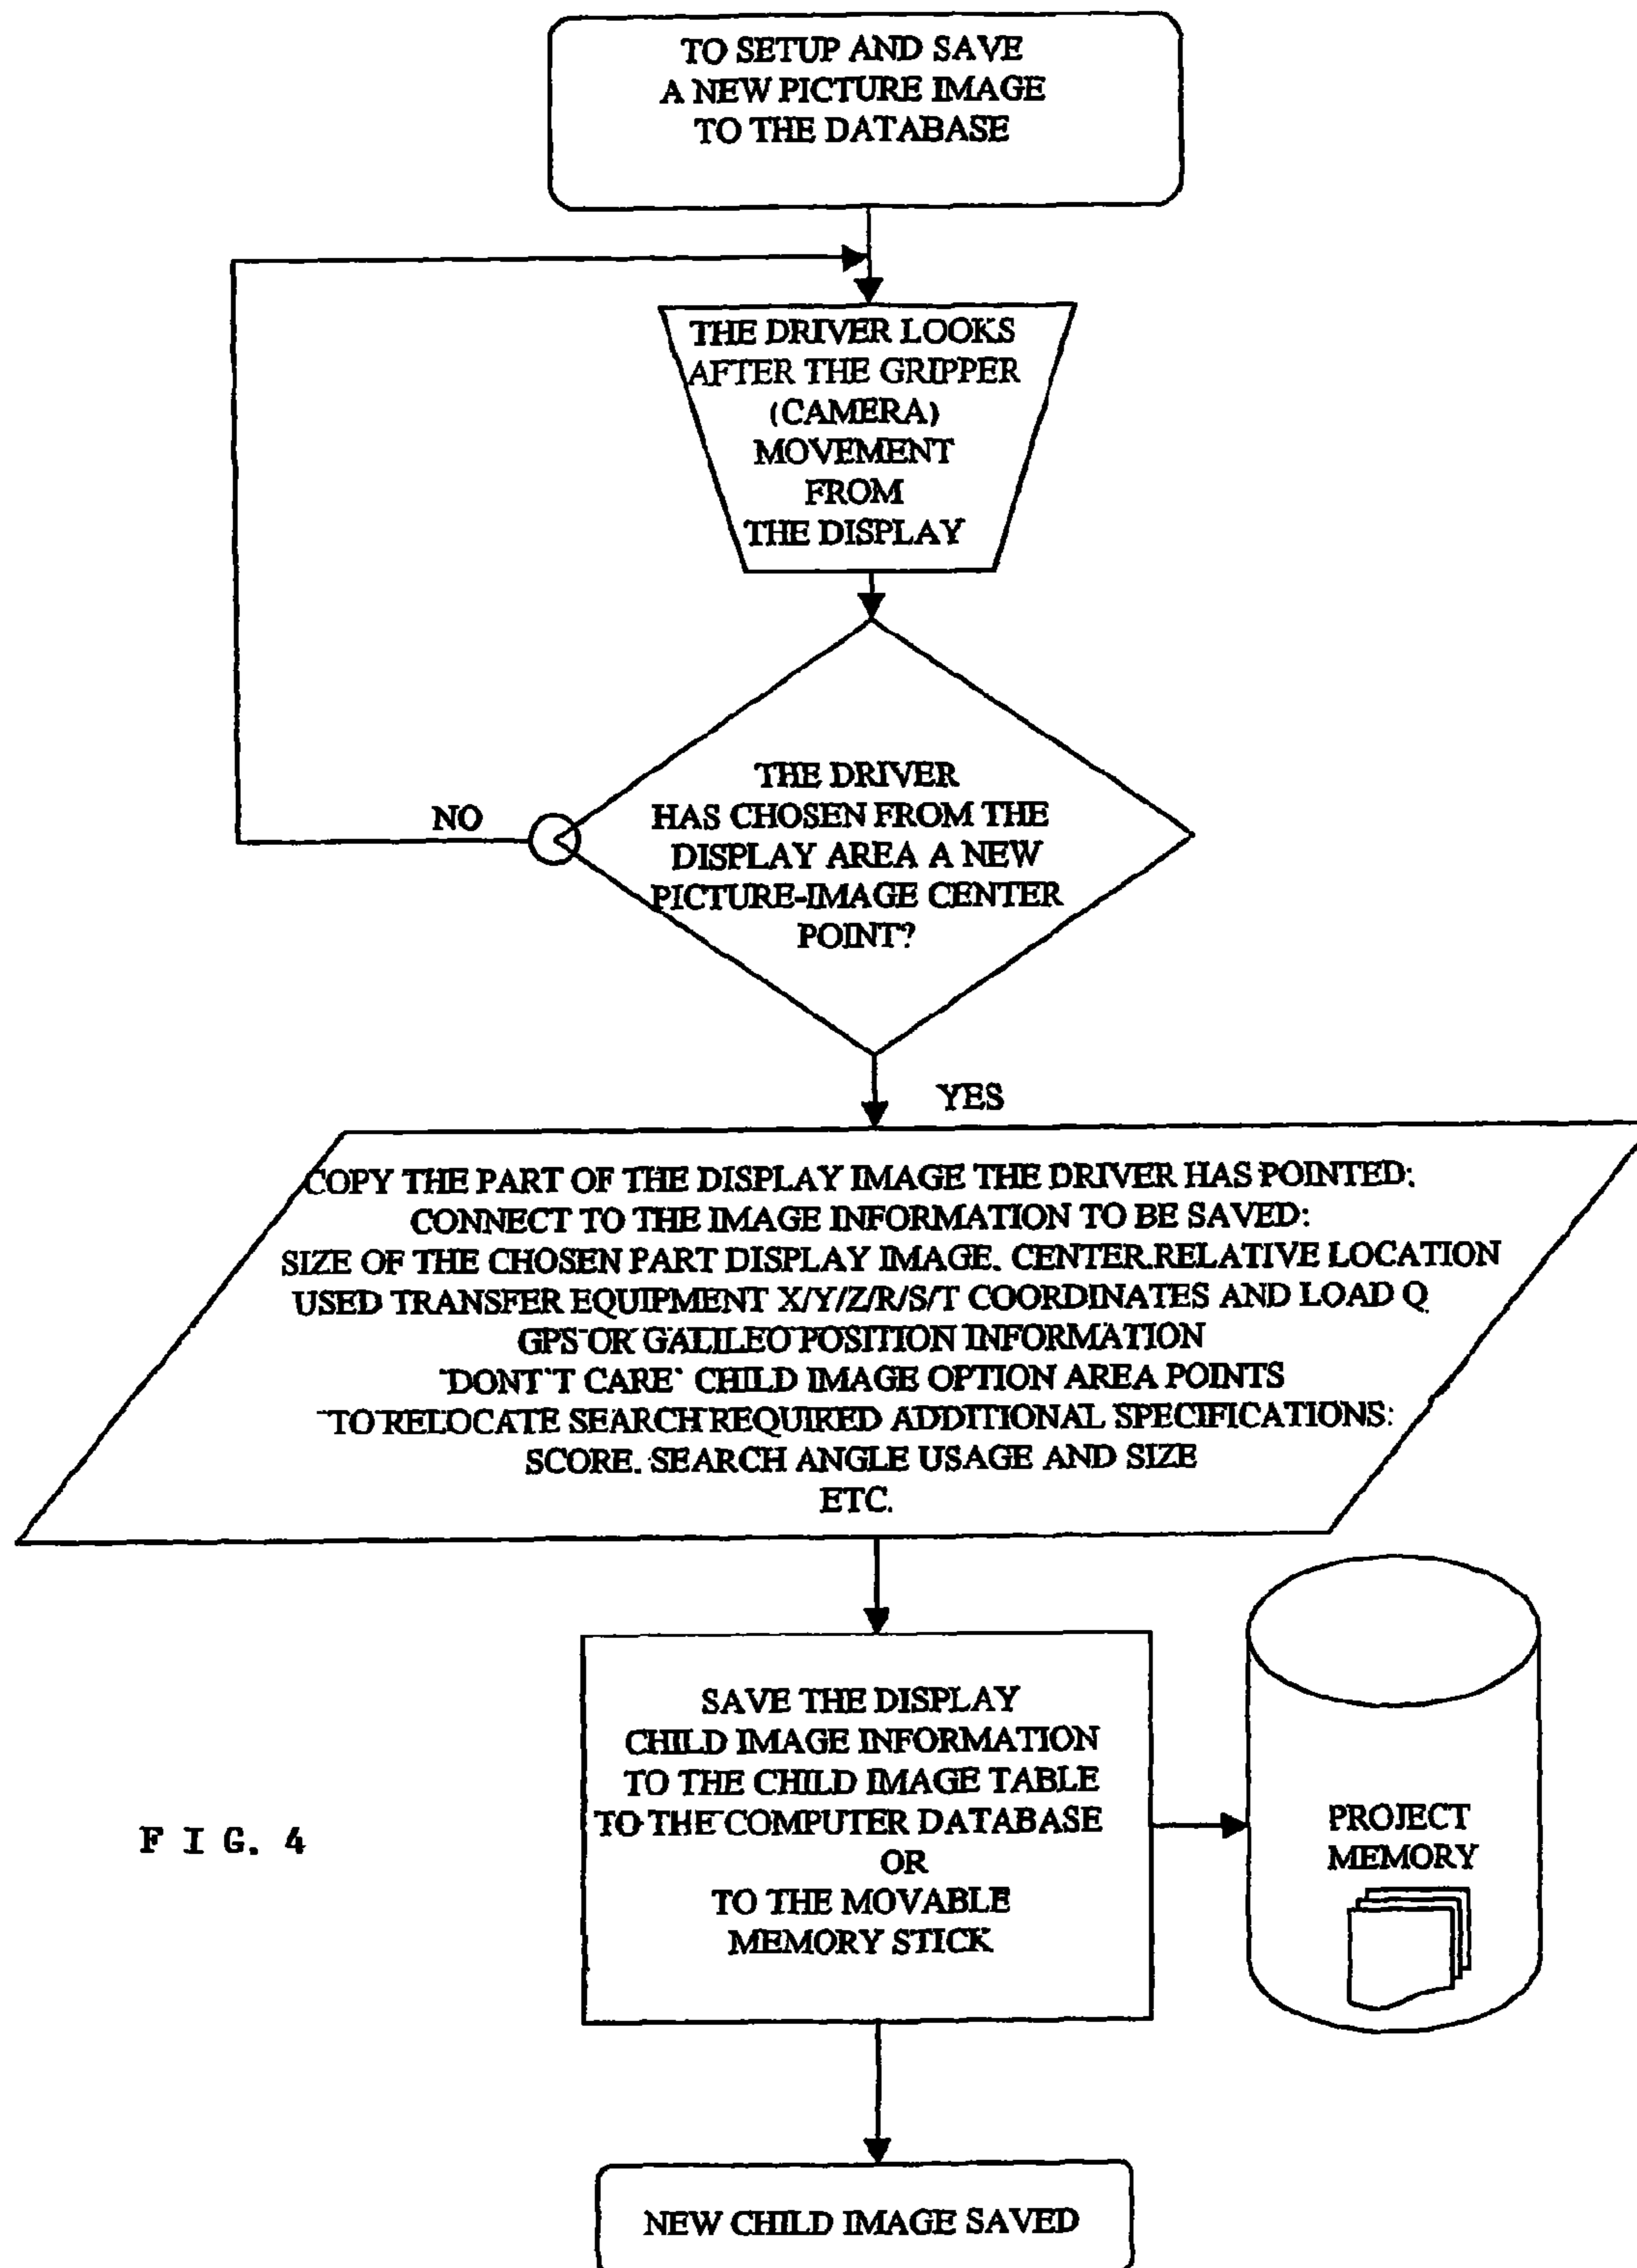 TO SETUP AND SAVE
A NEW PICTURE IMAGE
TO THE DATABASE
THE DRIVER LOOKS
AFTER THE GRIPPER
(CAMERA)
MOVEMENT
FROM
THE DISPLAY
THE DRIVER
HAS CHOSEN FROM THE
DISPLAY AREA A NEW
PICTURE-IMAGE CENTER
POINT?
NO
YES
COPY THE PART OF THE DISPLAY IMAGE THE DRIVER HAS POINTED:
CONNECT TO THE IMAGE INFORMATION TO BE SAVED:
SIZE OF THE CHOSEN PART DISPLAY IMAGE. CENTER.RELATIVE LOCATION
USED TRANSFER EQUIPMENT X/Y/Z/R/S/T COORDINATES AND LOAD Q
GPS OR GALILEO POSITION INFORMATION
"DONT'T CARE" CHILD IMAGE OPTION AREA POINTS
TO RELOCATE SEARCH REQUIRED ADDITIONAL SPECIFICATIONS:
SCORE. SEARCH ANGLE USAGE AND SIZE
ETC.
SAVE THE DISPLAY
CHILD IMAGE INFORMATION
TO THE CHILD IMAGE TABLE
TO THE COMPUTER DATABASE
OR
TO THE MOVABLE
MEMORY STICK
PROJECT
MEMORY
FIG. 4
NEW CHILD IMAGE SAVED